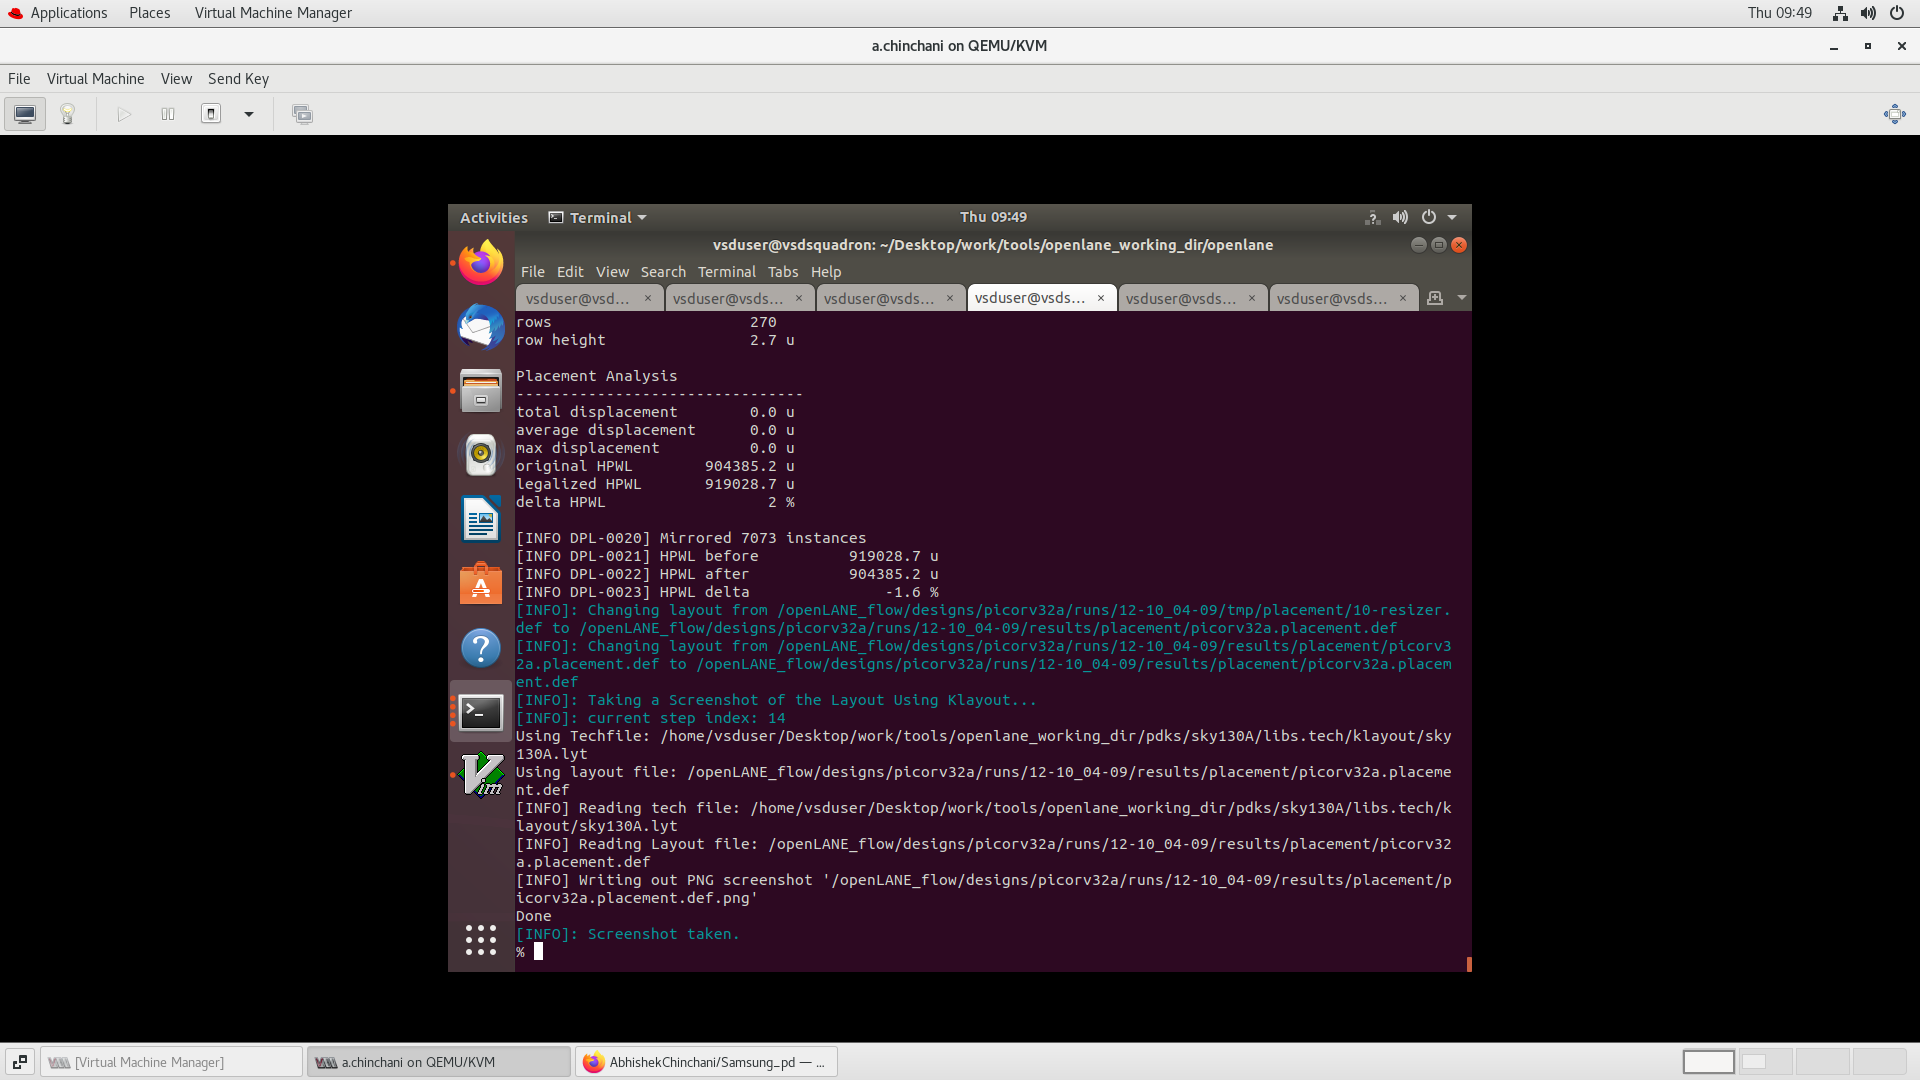 Applications Places Virtual Machine Manager Thu 09:49
a.chinchani on QEMU/KVM
File Virtual Machine View Send Key
Activities Terminal Thu 09:49
vsduser@vsdsquadron: ~/Desktop/work/tools/openlane_working_dir/openlane
File Edit View Search Terminal Tabs Help
vsduser@vsd... × vsduser@vsds... × vsduser@vsds... × vsduser@vsds... × vsduser@vsds... × vsduser@vsds... ×
rows 270
row height 2.7 u
Placement Analysis
--------------------------------
total displacement 0.0 u
average displacement 0.0 u
max displacement 0.0 u
original HPWL 904385.2 u
legalized HPWL 919028.7 u
delta HPWL 2 %
[INFO DPL-0020] Mirrored 7073 instances
[INFO DPL-0021] HPWL before 919028.7 u
[INFO DPL-0022] HPWL after 904385.2 u
[INFO DPL-0023] HPWL delta -1.6 %
[INFO]: Changing layout from /openLANE_flow/designs/picorv32a/runs/12-10_04-09/tmp/placement/10-resizer.
def to /openLANE_flow/designs/picorv32a/runs/12-10_04-09/results/placement/picorv32a.placement.def
[INFO]: Changing layout from /openLANE_flow/designs/picorv32a/runs/12-10_04-09/results/placement/picorv3
2a.placement.def to /openLANE_flow/designs/picorv32a/runs/12-10_04-09/results/placement/picorv32a.placem
ent.def
[INFO]: Taking a Screenshot of the Layout Using Klayout...
[INFO]: current step index: 14
Using Techfile: /home/vsduser/Desktop/work/tools/openlane_working_dir/pdks/sky130A/libs.tech/klayout/sky
130A.lyt
Using layout file: /openLANE_flow/designs/picorv32a/runs/12-10_04-09/results/placement/picorv32a.placeme
nt.def
[INFO] Reading tech file: /home/vsduser/Desktop/work/tools/openlane_working_dir/pdks/sky130A/libs.tech/k
layout/sky130A.lyt
[INFO] Reading Layout file: /openLANE_flow/designs/picorv32a/runs/12-10_04-09/results/placement/picorv32
a.placement.def
[INFO] Writing out PNG screenshot '/openLANE_flow/designs/picorv32a/runs/12-10_04-09/results/placement/p
icorv32a.placement.def.png'
Done
[INFO]: Screenshot taken.
%
[Virtual Machine Manager] a.chinchani on QEMU/KVM AbhishekChinchani/Samsung_pd — ...